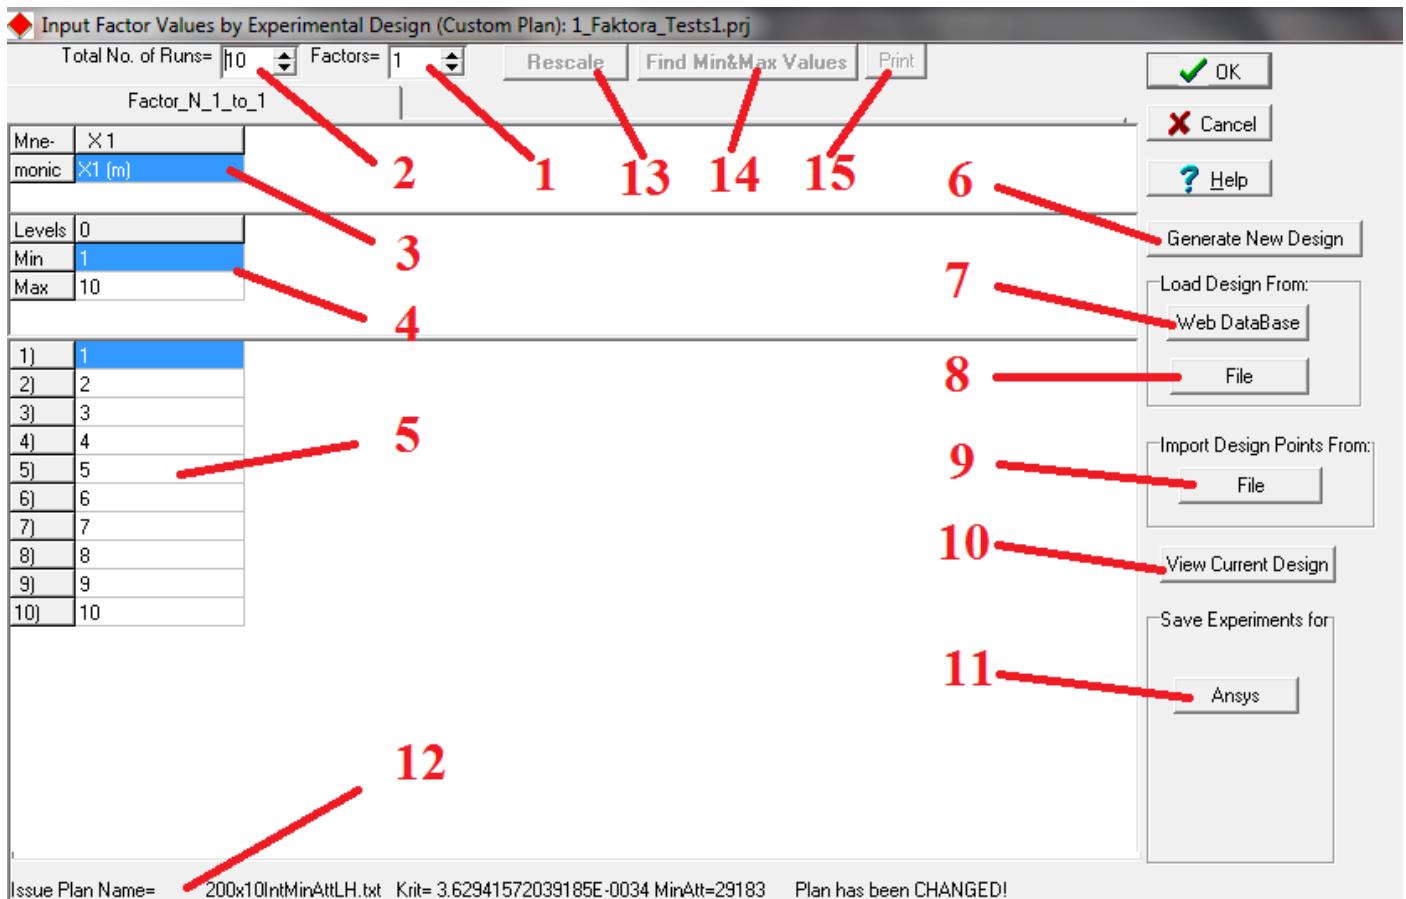 Input Factor Values by Experimental Design (Custom Plan): 1_Faktora_Tests1.prj
Total No. of Runs= 10 Factors= 1 Rescale Find Min&Max Values Print OK
Factor_N_1_to_1
Cancel
Mne- X 1
monic X1 (m)
Help
2 1 13 14 15 6
Levels 0
Generate New Design
Min 1
3
Max 10
7
Load Design From:
4
Web DataBase
1) 1
8 File
2) 2
3) 3
4) 4
5
Import Design Points From:
5) 5
9
File
6) 6
7) 7
10
8) 8
View Current Design
9) 9
10) 10
Save Experiments for
11
Ansys
12
Issue Plan Name= 200x10IntMinAttLH.txt Krit= 3.62941572039185E-0034 MinAtt=29183 Plan has been CHANGED!